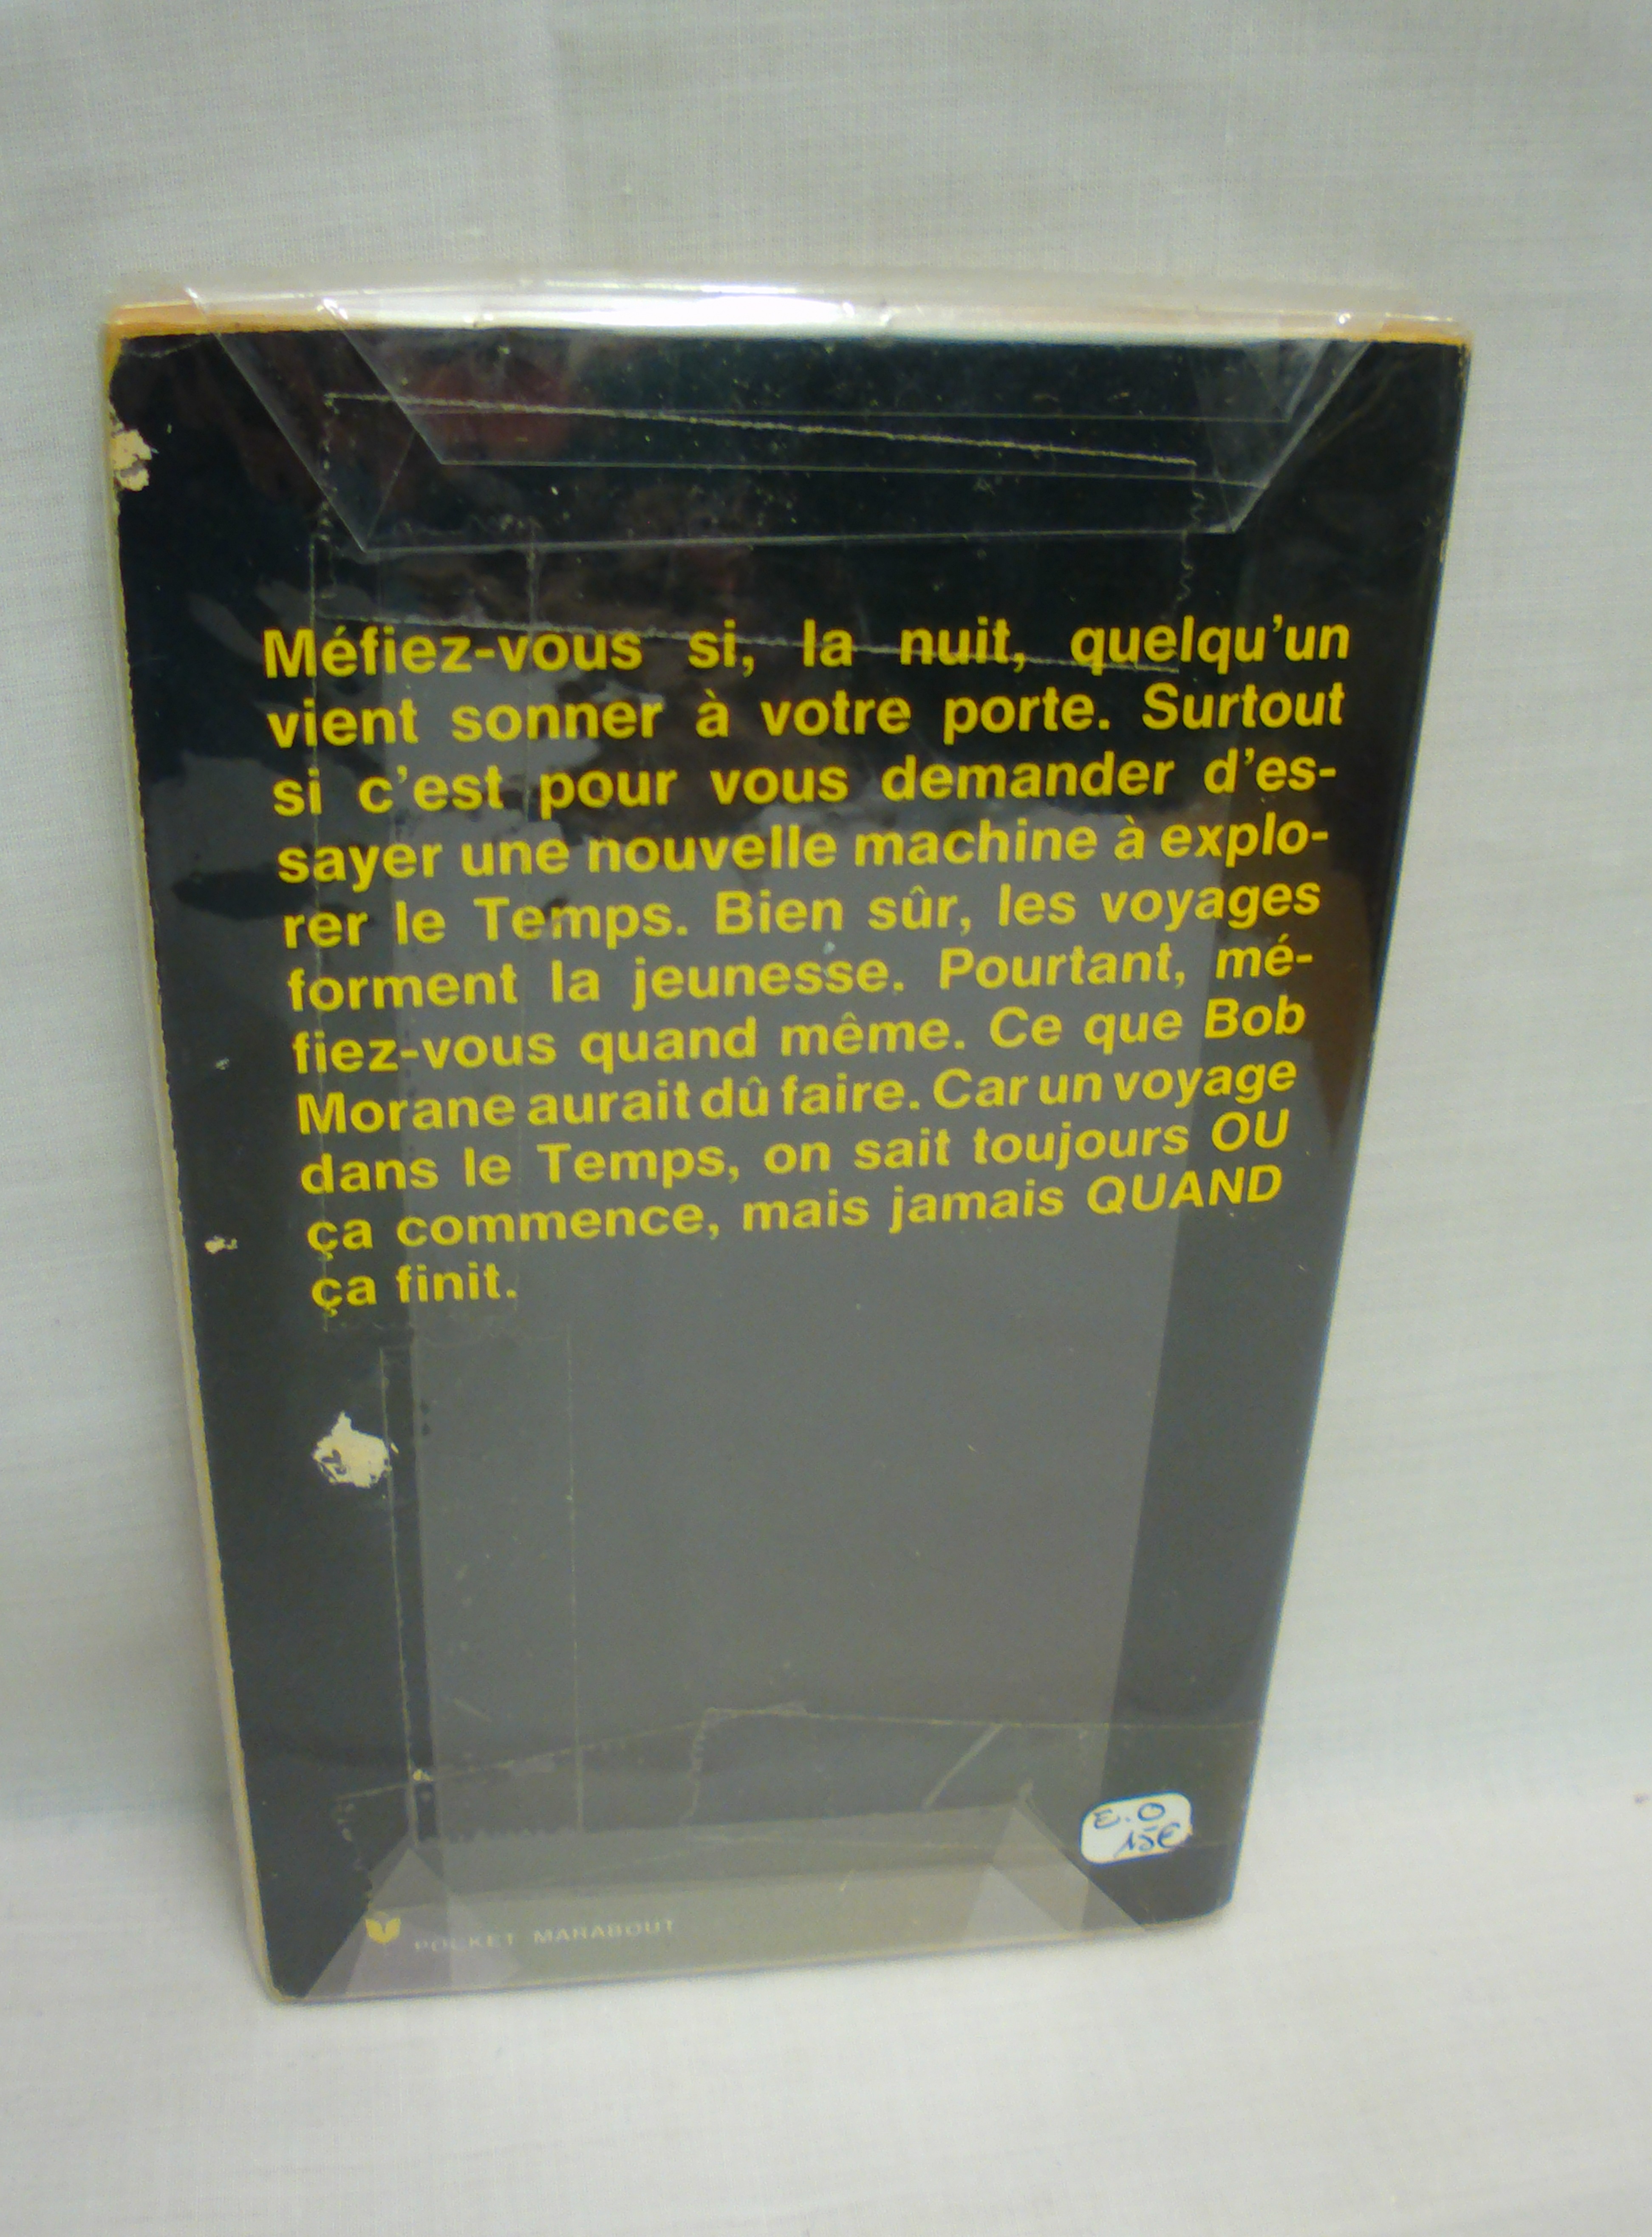 Méfiez-vous si, la nuit, quelqu'un
vient sonner à votre porte. Surtout
si c'est pour vous demander d'es-
sayer une nouvelle machine à explo-
rer le Temps. Bien sûr, les voyages
forment la jeunesse. Pourtant, mé-
fiez-vous quand même. Ce que Bob
Morane aurait dû faire. Car un voyage
dans le Temps, on sait toujours OU
ça commence, mais jamais QUAND
ça finit.
E.O
15€
POCKET MARABOUT